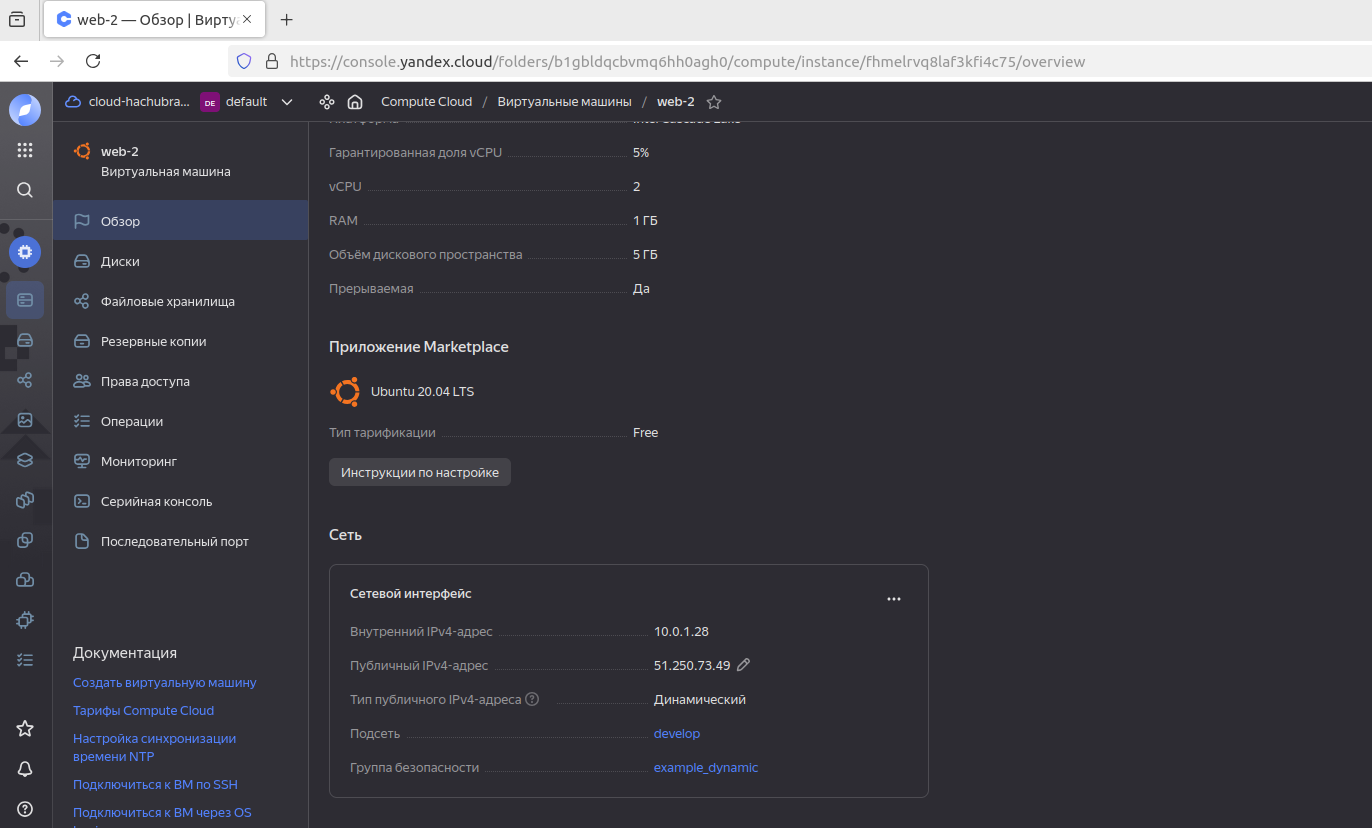 web-2 — Обзор | Вирту
https://console.yandex.cloud/folders/b1gbldqcbvmq6hh0agh0/compute/instance/fhmelrvq8laf3kfi4c75/overview
cloud-hachubra... DE default Compute Cloud / Виртуальные машины / web-2
web-2
Виртуальная машина
Обзор
Диски
Файловые хранилища
Резервные копии
Права доступа
Операции
Мониторинг
Серийная консоль
Последовательный порт
Документация
Создать виртуальную машину
Тарифы Compute Cloud
Настройка синхронизации
времени NTP
Подключиться к ВМ по SSH
Подключиться к ВМ через OS
Платформа Intel Cascade Lake
Гарантированная доля vCPU 5%
vCPU 2
RAM 1 ГБ
Объём дискового пространства 5 ГБ
Прерываемая Да
Приложение Marketplace
Ubuntu 20.04 LTS
Тип тарификации Free
Инструкции по настройке
Сеть
Сетевой интерфейс
Внутренний IPv4-адрес 10.0.1.28
Публичный IPv4-адрес 51.250.73.49
Тип публичного IPv4-адреса Динамический
Подсеть develop
Группа безопасности example_dynamic